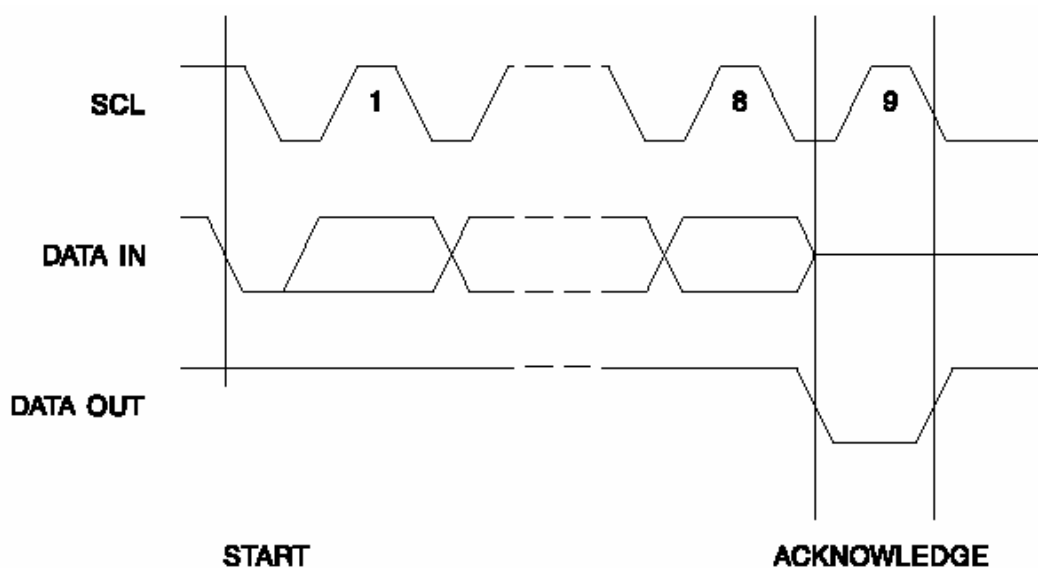 SCL
1
8
9
DATA IN
DATA OUT
START
ACKNOWLEDGE